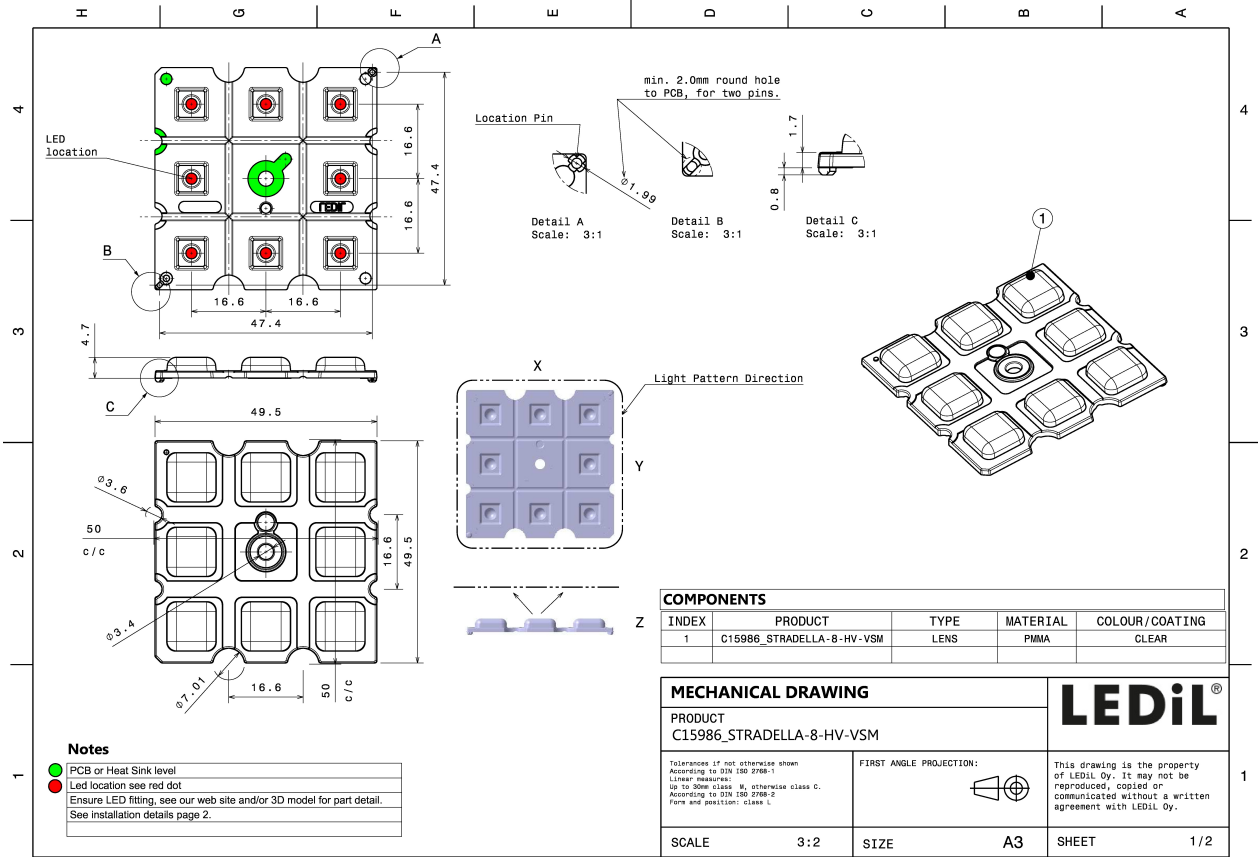 H G F E D C B A
4
3
2
1
4
3
2
1
A
LED
location
16.6
16.6
47.4
LEDiL
B
16.6 16.6
47.4
4.7
C
Location Pin
min. 2.0mm round hole
to PCB, for two pins.
⌀1.99
1.7
0.8
Detail A
Scale: 3:1
Detail B
Scale: 3:1
Detail C
Scale: 3:1
1
49.5
⌀3.6
50
c/c
16.6
49.5
⌀3.4
⌀7.01
16.6
50
c/c
X
Light Pattern Direction
Y
Z
COMPONENTS
INDEX PRODUCT TYPE MATERIAL COLOUR/COATING
1 C15986_STRADELLA-8-HV-VSM LENS PMMA CLEAR
MECHANICAL DRAWING
LEDiL®
PRODUCT
C15986_STRADELLA-8-HV-VSM
Tolerances if not otherwise shown
According to DIN ISO 2768-1
Linear measures:
Up to 30mm class M, otherwise class C.
According to DIN ISO 2768-2
Form and position: class L
FIRST ANGLE PROJECTION:
This drawing is the property
of LEDiL Oy. It may not be
reproduced, copied or
communicated without a written
agreement with LEDiL Oy.
SCALE 3:2
SIZE A3
SHEET 1/2
Notes
PCB or Heat Sink level
Led location see red dot
Ensure LED fitting, see our web site and/or 3D model for part detail.
See installation details page 2.